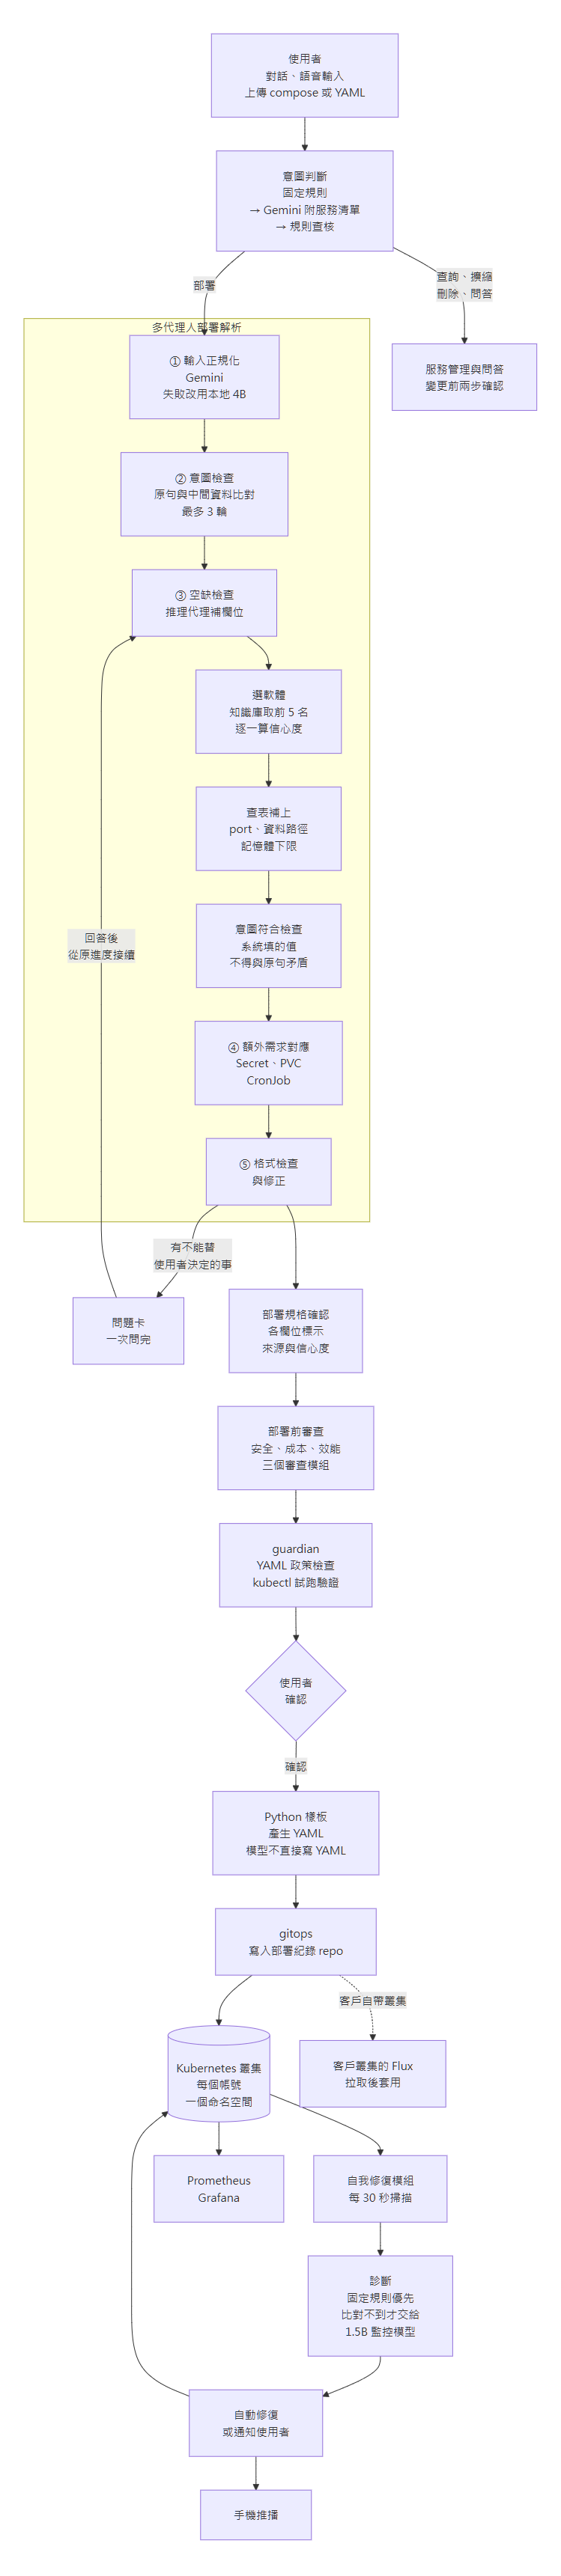 使用者
對話、語音輸入
上傳 compose 或 YAML
意圖判斷
固定規則
→ Gemini 附服務清單
→ 規則查核
部署
查詢、擴縮
刪除、問答
多代理人部署解析
① 輸入正規化
Gemini
失敗改用本地 4B
服務管理與問答
變更前兩步確認
② 意圖檢查
原句與中間資料比對
最多 3 輪
③ 空缺檢查
推理代理補欄位
選軟體
知識庫取前 5 名
逐一算信心度
查表補上
port、資料路徑
記憶體下限
回答後
從原進度接續
意圖符合檢查
系統填的值
不得與原句矛盾
④ 額外需求對應
Secret、PVC
CronJob
⑤ 格式檢查
與修正
有不能替
使用者決定的事
問題卡
一次問完
部署規格確認
各欄位標示
來源與信心度
部署前審查
安全、成本、效能
三個審查模組
guardian
YAML 政策檢查
kubectl 試跑驗證
使用者
確認
確認
Python 樣板
產生 YAML
模型不直接寫 YAML
gitops
寫入部署紀錄 repo
客戶自帶叢集
Kubernetes 叢集
每個帳號
一個命名空間
客戶叢集的 Flux
拉取後套用
Prometheus
Grafana
自我修復模組
每 30 秒掃描
診斷
固定規則優先
比對不到才交給
1.5B 監控模型
自動修復
或通知使用者
手機推播